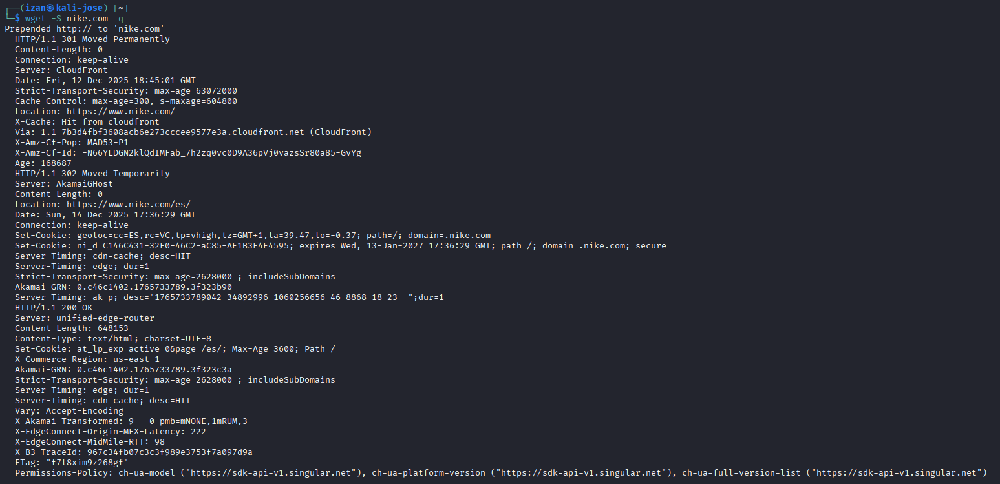 ┌──(izan㉿kali-jose)-[~]
└─$ wget -S nike.com -q
Prepended http:// to 'nike.com'
  HTTP/1.1 301 Moved Permanently
  Content-Length: 0
  Connection: keep-alive
  Server: CloudFront
  Date: Fri, 12 Dec 2025 18:45:01 GMT
  Strict-Transport-Security: max-age=63072000
  Cache-Control: max-age=300, s-maxage=604800
  Location: https://www.nike.com/
  X-Cache: Hit from cloudfront
  Via: 1.1 7b3d4fbf3608acb6e273cccee9577e3a.cloudfront.net (CloudFront)
  X-Amz-Cf-Pop: MAD53-P1
  X-Amz-Cf-Id: -N66YLDGN2klQdIMFab_7h2zq0vc0D9A36pVj0vazsSr80a85-GvYg==
  Age: 168687
  HTTP/1.1 302 Moved Temporarily
  Server: AkamaiGHost
  Content-Length: 0
  Location: https://www.nike.com/es/
  Date: Sun, 14 Dec 2025 17:36:29 GMT
  Connection: keep-alive
  Set-Cookie: geoloc=cc=ES,rc=VC,tp=vhigh,tz=GMT+1,la=39.47,lo=-0.37; path=/; domain=.nike.com
  Set-Cookie: ni_d=C146C431-32E0-46C2-aC85-AE1B3E4E4595; expires=Wed, 13-Jan-2027 17:36:29 GMT; path=/; domain=.nike.com; secure
  Server-Timing: cdn-cache; desc=HIT
  Server-Timing: edge; dur=1
  Strict-Transport-Security: max-age=2628000 ; includeSubDomains
  Akamai-GRN: 0.c46c1402.1765733789.3f323b90
  Server-Timing: ak_p; desc="1765733789042_34892996_1060256656_46_8868_18_23_-";dur=1
  HTTP/1.1 200 OK
  Server: unified-edge-router
  Content-Length: 648153
  Content-Type: text/html; charset=UTF-8
  Set-Cookie: at_lp_exp=active=0&page=/es/; Max-Age=3600; Path=/
  X-Commerce-Region: us-east-1
  Akamai-GRN: 0.c46c1402.1765733789.3f323c3a
  Strict-Transport-Security: max-age=2628000 ; includeSubDomains
  Server-Timing: edge; dur=1
  Server-Timing: cdn-cache; desc=HIT
  Vary: Accept-Encoding
  X-Akamai-Transformed: 9 - 0 pmb=mNONE,1mRUM,3
  X-EdgeConnect-Origin-MEX-Latency: 222
  X-EdgeConnect-MidMile-RTT: 98
  X-B3-TraceId: 967c34fb07c3c3f989e3753f7a097d9a
  ETag: "f7l8xim9z268gf"
  Permissions-Policy: ch-ua-model=("https://sdk-api-v1.singular.net"), ch-ua-platform-version=("https://sdk-api-v1.singular.net"), ch-ua-full-version-list=("https://sdk-api-v1.singular.net")